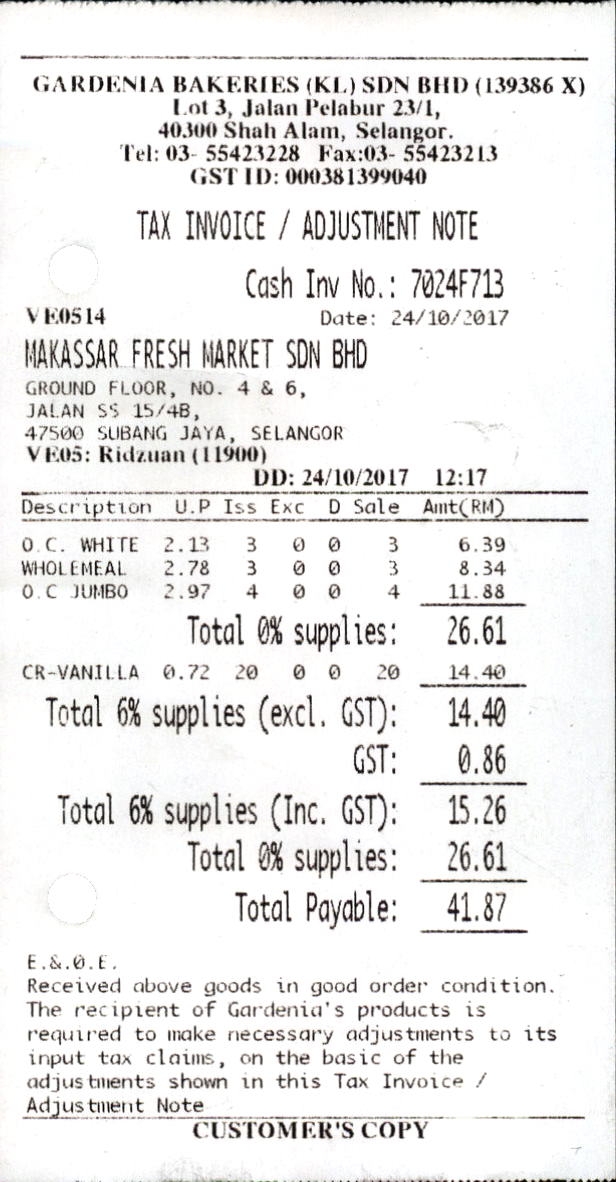 GARDENIA BAKERIES (KL) SDN BHD (139386 X)
Lot 3, Jalan Pelabur 23/1,
40300 Shah Alam, Selangor.
Tel: 03- 55423228 Fax:03- 55423213
GST ID: 000381399040
TAX INVOICE / ADJUSTMENT NOTE
Cash Inv No.: 7024F713
VE0514 Date: 24/10/2017
MAKASSAR FRESH MARKET SDN BHD
GROUND FLOOR, NO. 4 & 6,
JALAN SS 15/4B,
47500 SUBANG JAYA, SELANGOR
VE05: Ridzuan (11900)
DD: 24/10/2017 12:17
Description U.P Iss Exc D Sale Amt(RM)
O.C. WHITE 2.13 3 0 0 3 6.39
WHOLEMEAL 2.78 3 0 0 3 8.34
O.C JUMBO 2.97 4 0 0 4 11.88
Total 0% supplies: 26.61
CR-VANILLA 0.72 20 0 0 20 14.40
Total 6% supplies (excl. GST): 14.40
GST: 0.86
Total 6% supplies (Inc. GST): 15.26
Total 0% supplies: 26.61
Total Payable: 41.87
E.&.O.E.
Received above goods in good order condition.
The recipient of Gardenia's products is
required to make necessary adjustments to its
input tax claims, on the basic of the
adjustments shown in this Tax Invoice /
Adjustment Note
CUSTOMER'S COPY